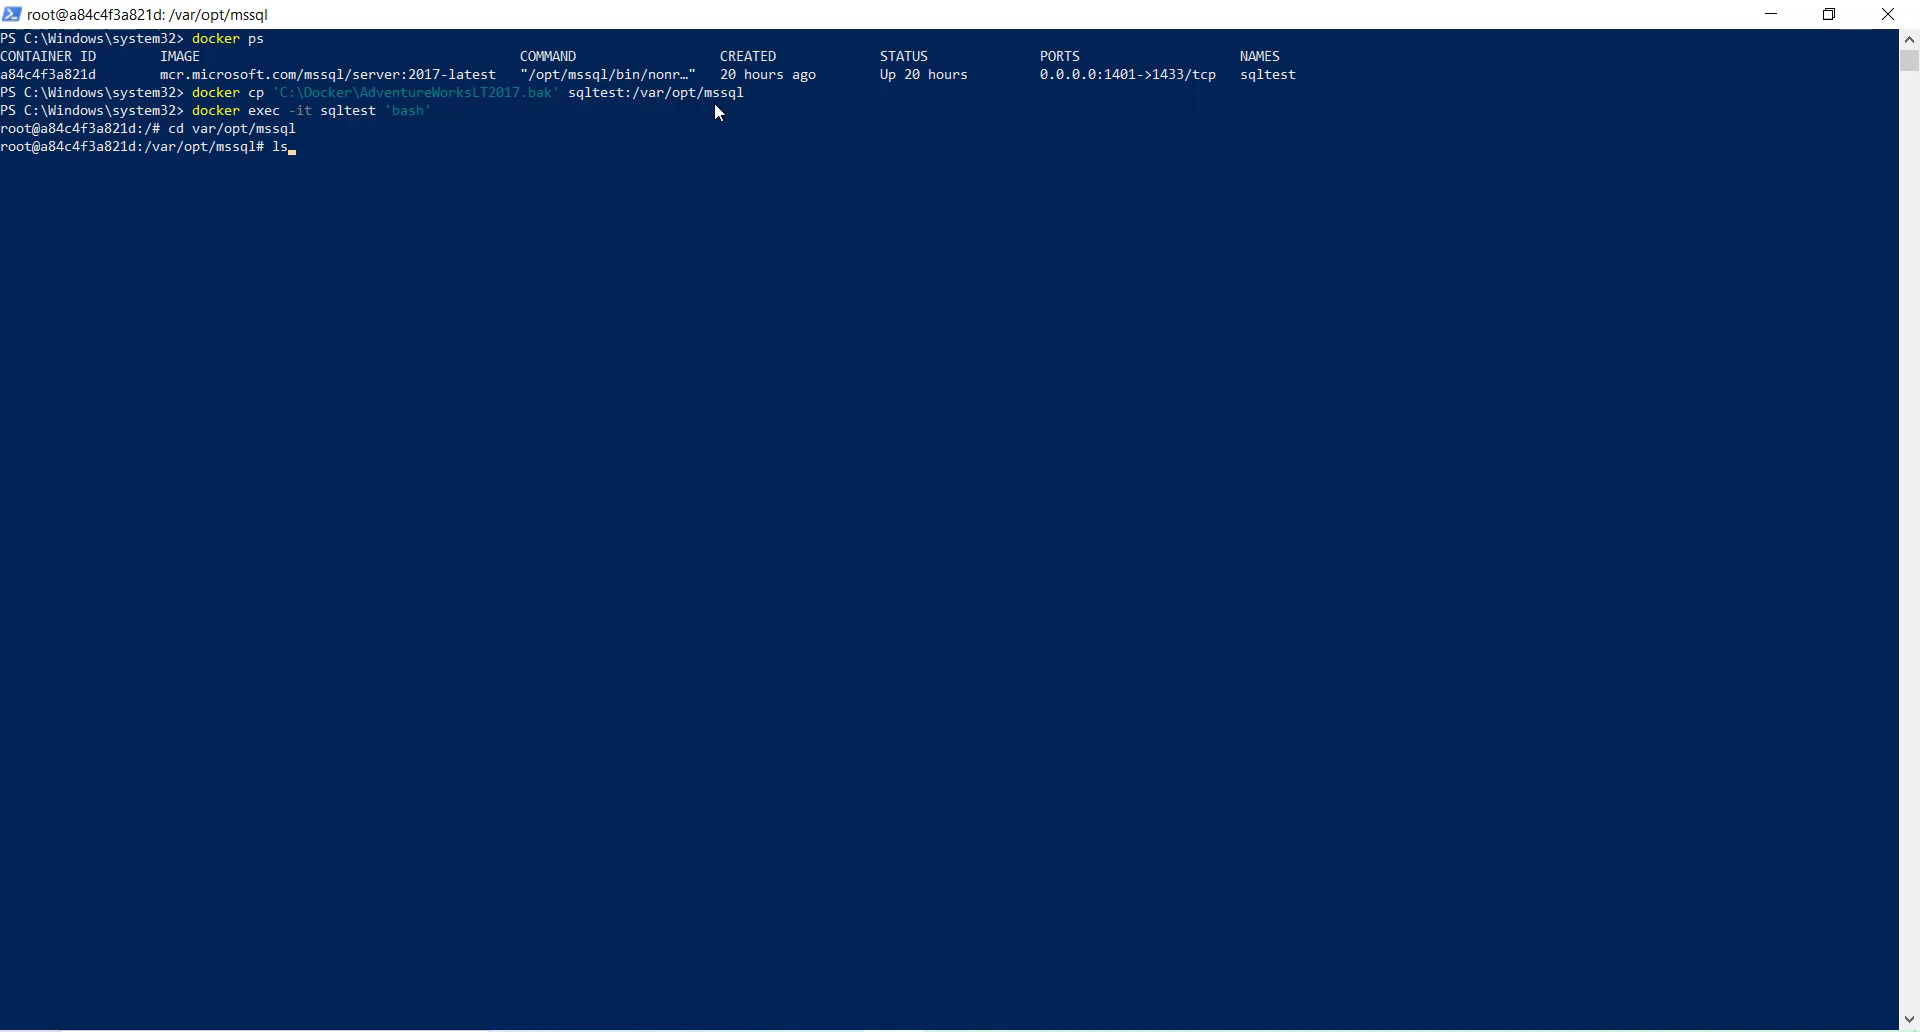 root@a84c4f3a821d: /var/opt/mssql
PS C:\Windows\system32> docker ps
CONTAINER ID IMAGE COMMAND CREATED STATUS PORTS NAMES
a84c4f3a821d mcr.microsoft.com/mssql/server:2017-latest "/opt/mssql/bin/nonr…" 20 hours ago Up 20 hours 0.0.0.0:1401->1433/tcp sqltest
PS C:\Windows\system32> docker cp 'C:\Docker\AdventureWorksLT2017.bak' sqltest:/var/opt/mssql
PS C:\Windows\system32> docker exec -it sqltest 'bash'
root@a84c4f3a821d:/# cd var/opt/mssql
root@a84c4f3a821d:/var/opt/mssql# ls